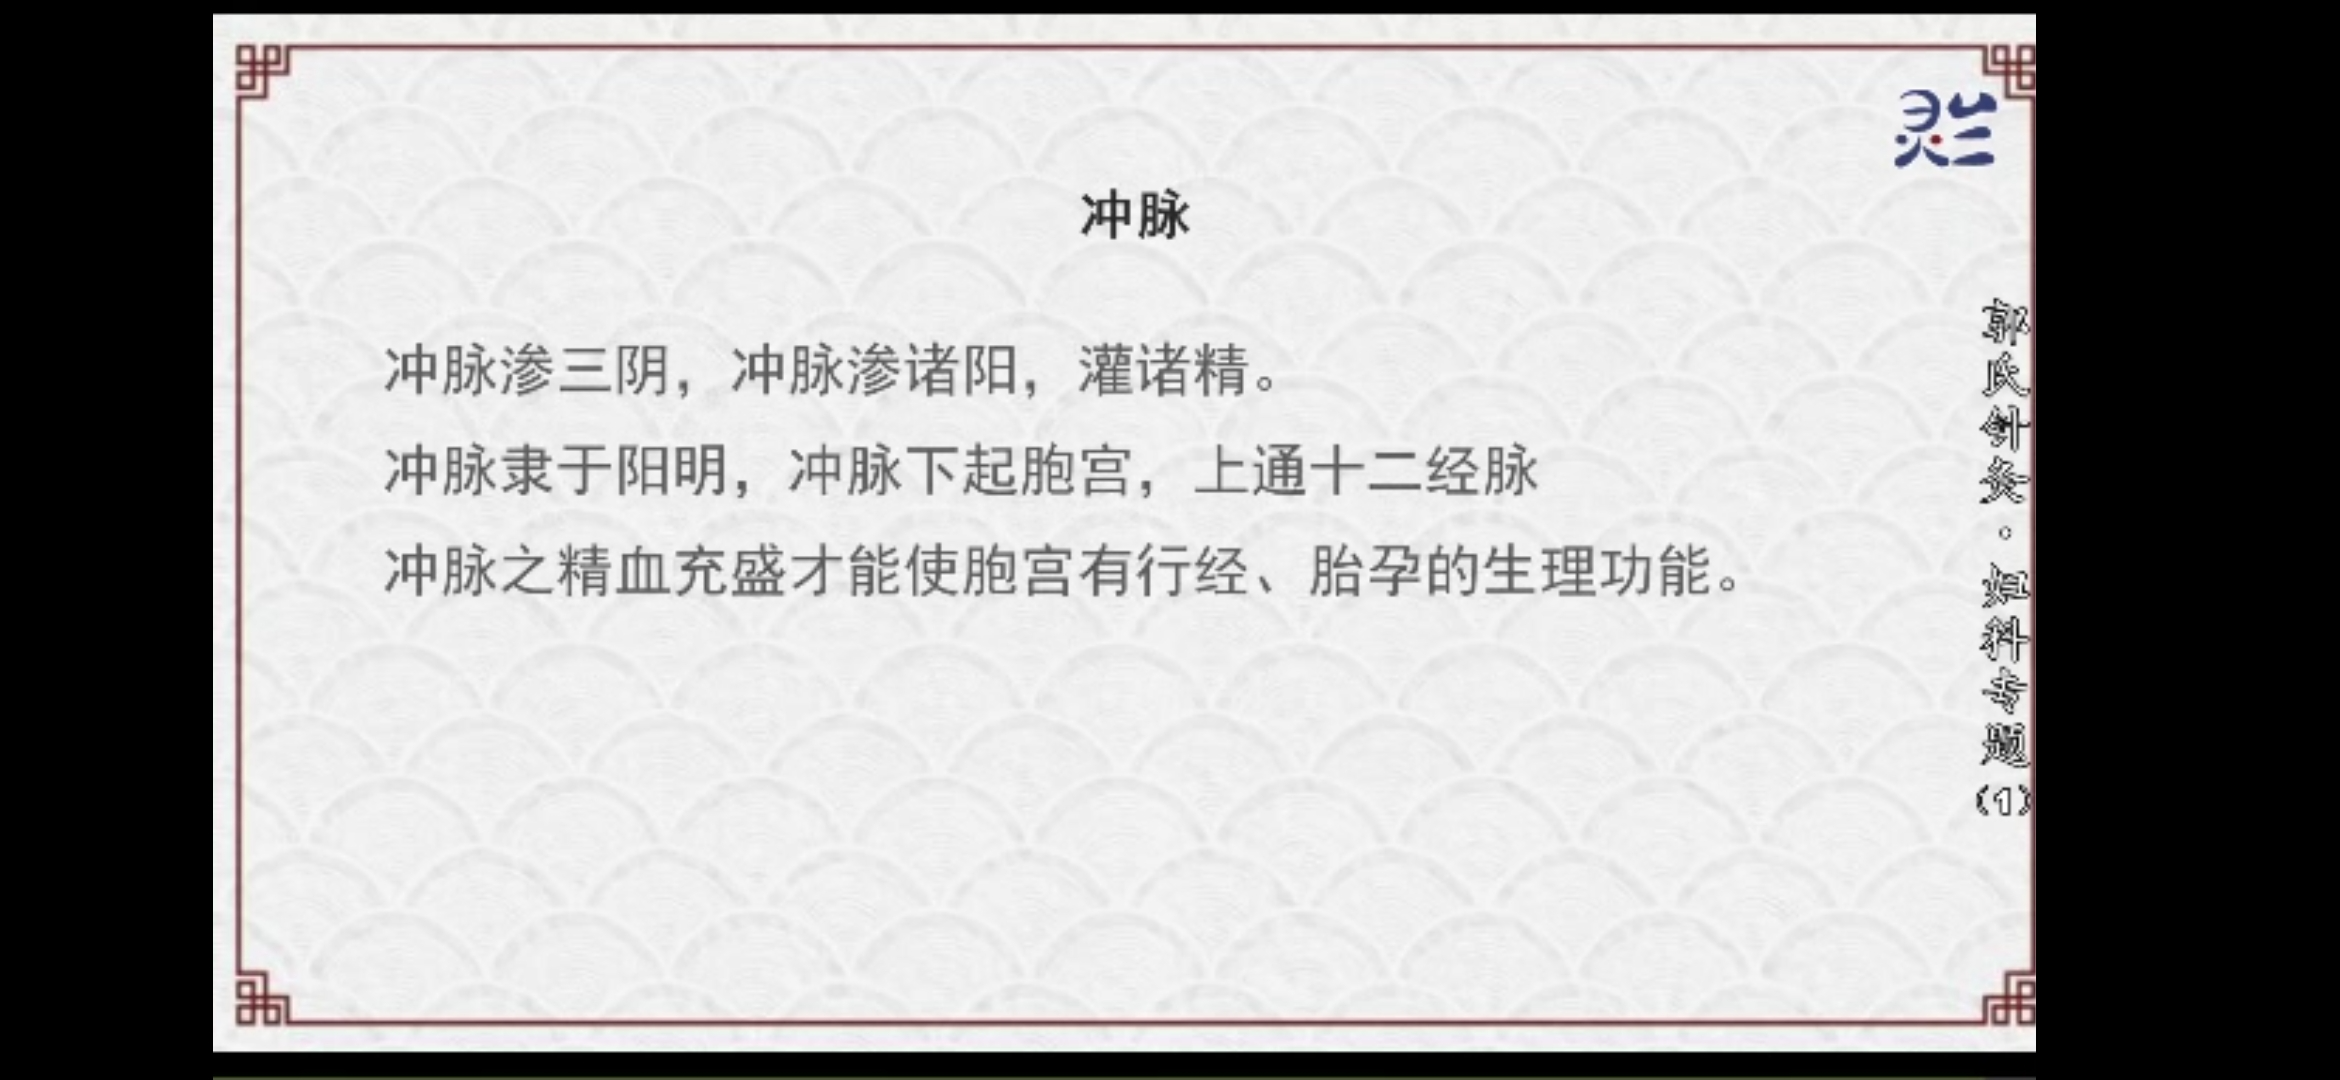 冲脉
冲脉渗三阴，冲脉渗诸阳，灌诸精。
冲脉隶于阳明，冲脉下起胞宫，上通十二经脉
冲脉之精血充盛才能使胞宫有行经、胎孕的生理功能。
郭氏针灸·妇科专题(1)